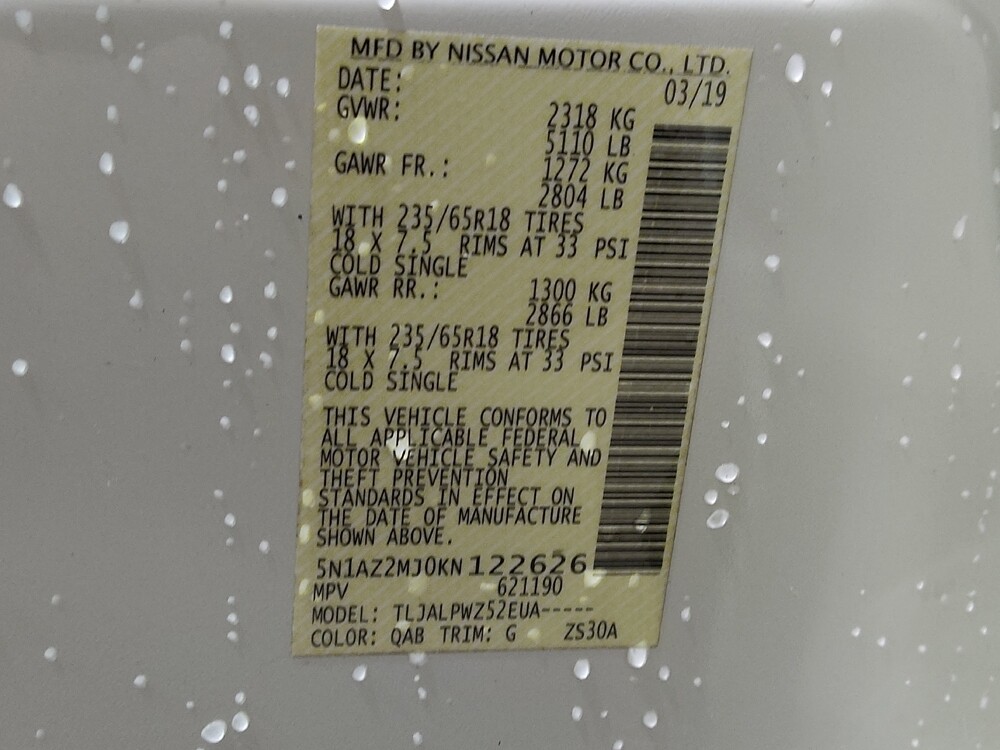 MFD BY NISSAN MOTOR CO., LTD.
DATE: 03/19
GVWR: 2318 KG
5110 LB
GAWR FR.: 1272 KG
2804 LB
WITH 235/65R18 TIRES
18 X 7.5 RIMS AT 33 PSI
COLD SINGLE
GAWR RR.: 1300 KG
2866 LB
WITH 235/65R18 TIRES
18 X 7.5 RIMS AT 33 PSI
COLD SINGLE
THIS VEHICLE CONFORMS TO
ALL APPLICABLE FEDERAL
MOTOR VEHICLE SAFETY AND
THEFT PREVENTION
STANDARDS IN EFFECT ON
THE DATE OF MANUFACTURE
SHOWN ABOVE.
5N1AZ2MJ0KN122626
MPV 621190
MODEL: TLJALPWZ52EUA-----
COLOR: QAB TRIM: G ZS30A